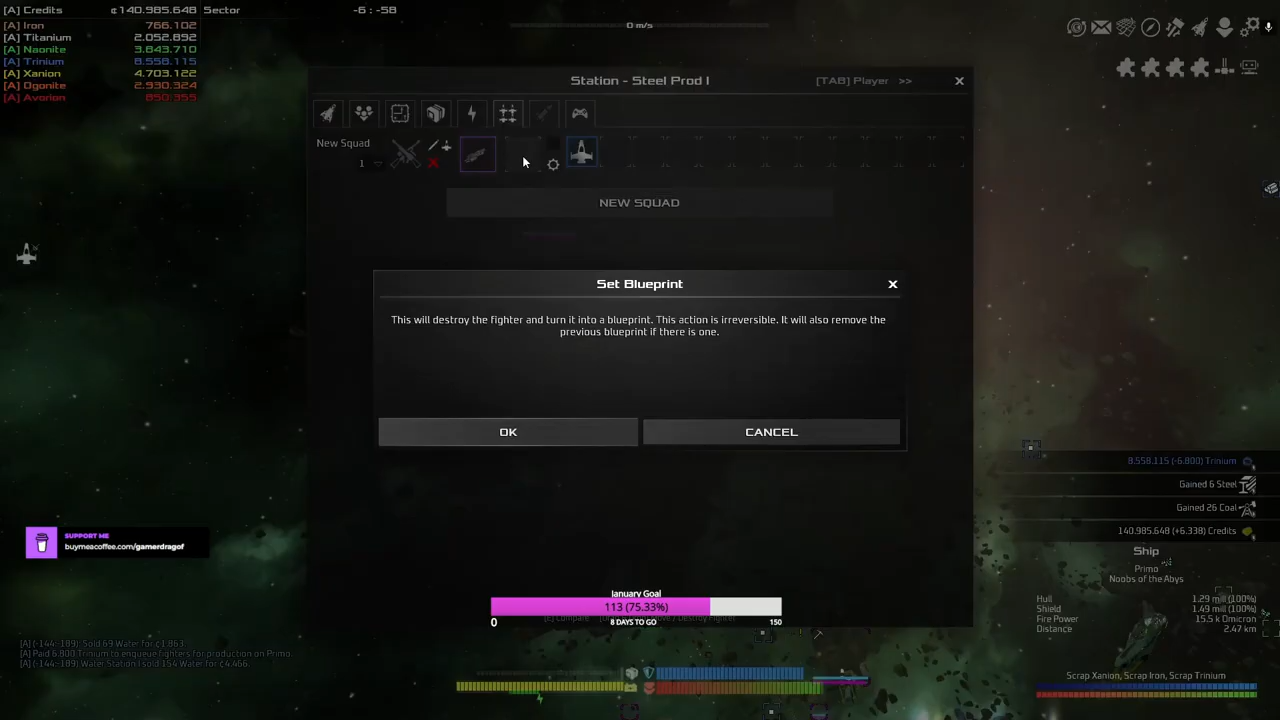 [A] Credits ¢140.985.648 Sector -6 : -58
[A] Iron 766.102
[A] Titanium 2.052.892
[A] Naonite 3.843.710
[A] Trinium 8.558.115
[A] Xanion 4.703.122
[A] Ogonite 2.930.324
[A] Avorion 850.355
0 m/s
Station - Steel Prod I
[TAB] Player >>
New Squad
1
NEW SQUAD
Set Blueprint
This will destroy the fighter and turn it into a blueprint. This action is irreversible. It will also remove the
previous blueprint if there is one.
OK
CANCEL
8.558.115 (-6.800) Trinium
Gained 6 Steel
Gained 26 Coal
140.985.648 (+6.338) Credits
Ship
Primo
Noobs of the Abys
Hull 1.29 mil (100%)
Shield 1.49 mil (100%)
Fire Power 15.5 k Omicron
Distance 2.47 km
Scrap Xanion, Scrap Iron, Scrap Trinium
SUPPORT ME
buymeacoffee.com/gamerdragof
January Goal
113 (75.33%)
0 8 DAYS TO GO 150
[A] (-144:-189): Sold 69 Water for ¢1.863.
[A] Paid 6.800 Trinium to enqueue fighters for production on Primo.
[A] (-144:-189) Water Station I sold 154 Water for ¢4.466.